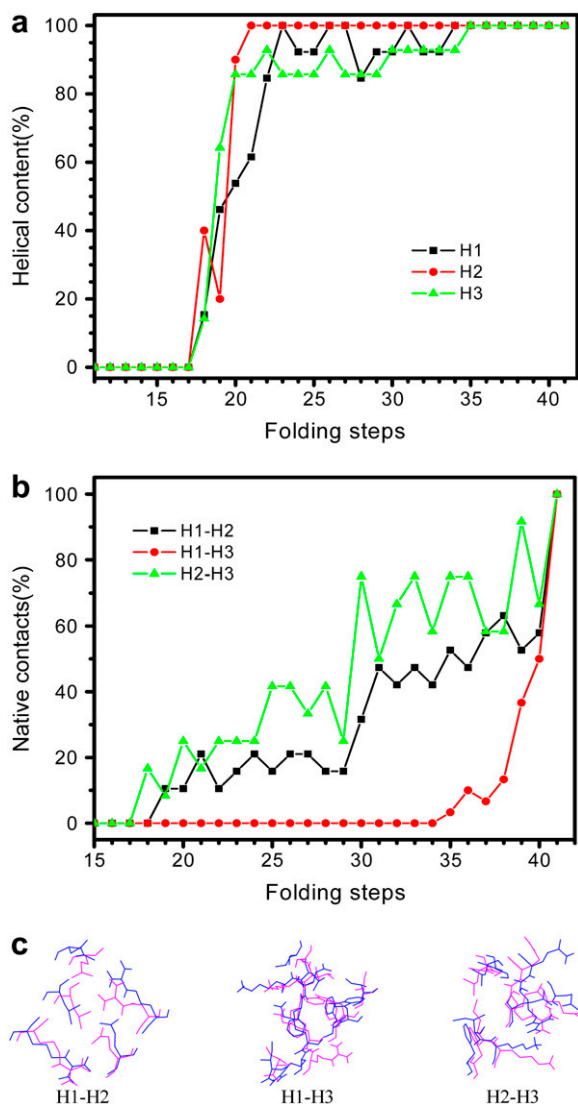 a
100
80
60
40
20
0
Helical content(%)
H1
H2
H3
15 20 25 30 35 40
Folding steps
b
100
80
60
40
20
0
Native contacts(%)
H1-H2
H1-H3
H2-H3
15 20 25 30 35 40
Folding steps
c
H1-H2 H1-H3 H2-H3